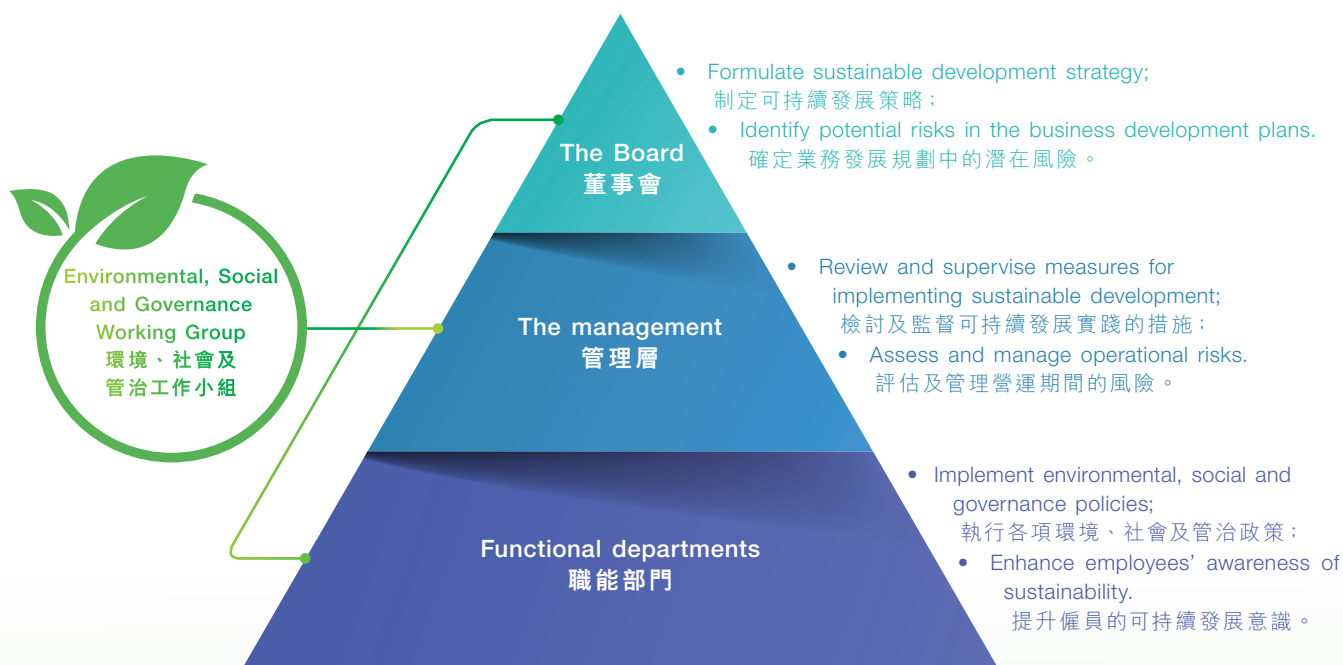 Environmental, Social
and Governance
Working Group
環境、社會及
管治工作小組
The Board
董事會
• Formulate sustainable development strategy;
制定可持續發展策略；
• Identify potential risks in the business development plans.
確定業務發展規劃中的潛在風險。
The management
管理層
• Review and supervise measures for
implementing sustainable development;
檢討及監督可持續發展實踐的措施；
• Assess and manage operational risks.
評估及管理營運期間的風險。
Functional departments
職能部門
• Implement environmental, social and
governance policies;
執行各項環境、社會及管治政策；
• Enhance employees’ awareness of
sustainability.
提升僱員的可持續發展意識。